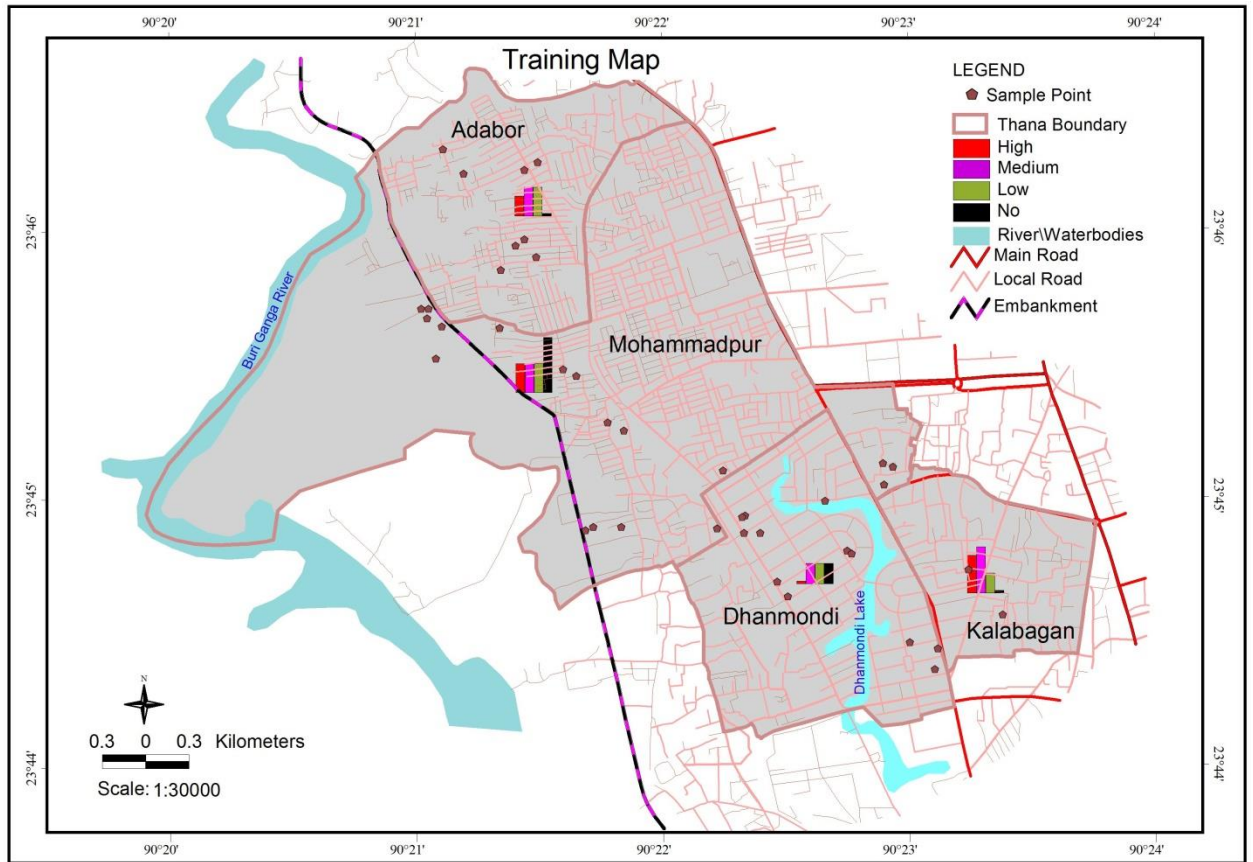 90°20' 90°21' 90°22' 90°23' 90°24'
Training Map
LEGEND
Sample Point
Thana Boundary
High
Medium
Low
No
River\Waterbodies
Main Road
Local Road
Embankment
Adabor
23°46'
23°46'
Buri Ganga River
Mohammadpur
23°45'
23°45'
Dhanmondi
Dhanmondi Lake
Kalabagan
N
0.3 0 0.3 Kilometers
Scale: 1:30000
23°44'
23°44'
90°20' 90°21' 90°22' 90°23' 90°24'